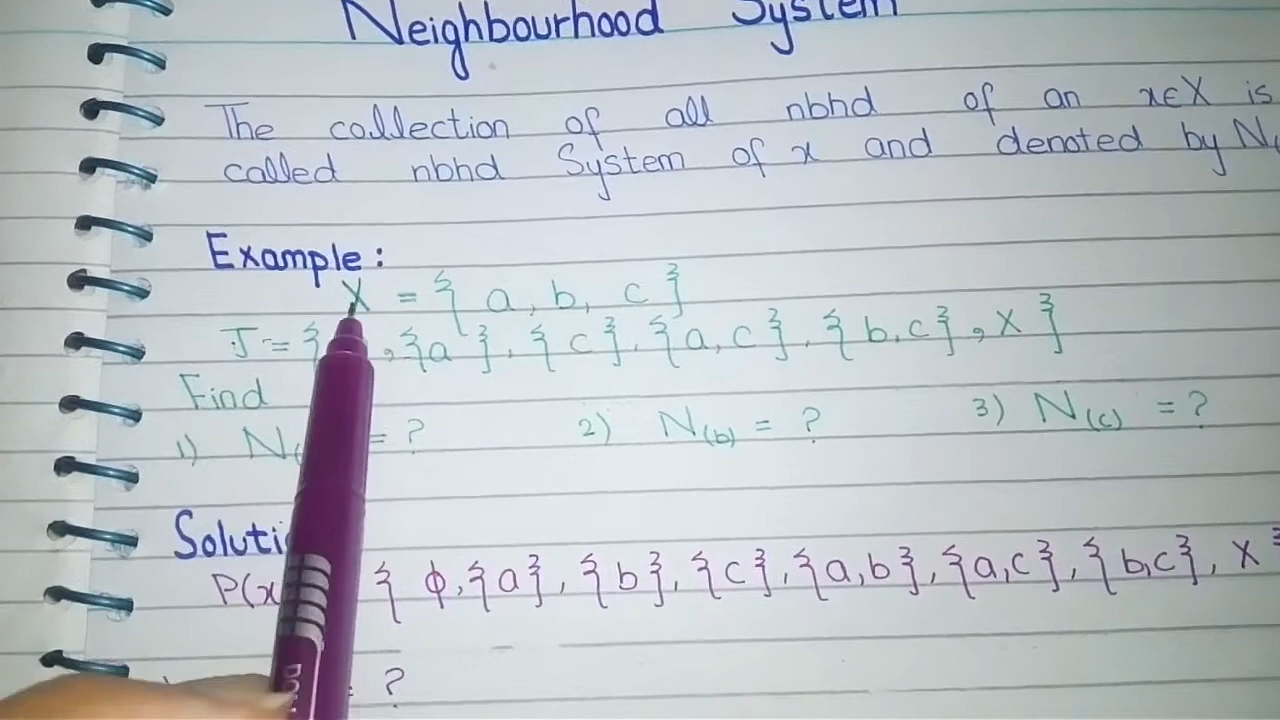 Neighbourhood System
The collection of all nbhd of an x∈X is
called nbhd System of x and denoted by N
Example:
X = { a, b, c }
J = { , {a}, {c}, {a,c}, {b,c}, X }
Find
1) N( = ?
2) N(b) = ?
3) N(c) = ?
Soluti
P(x { ϕ, {a}, {b}, {c}, {a,b}, {a,c}, {b,c}, X }
= ?